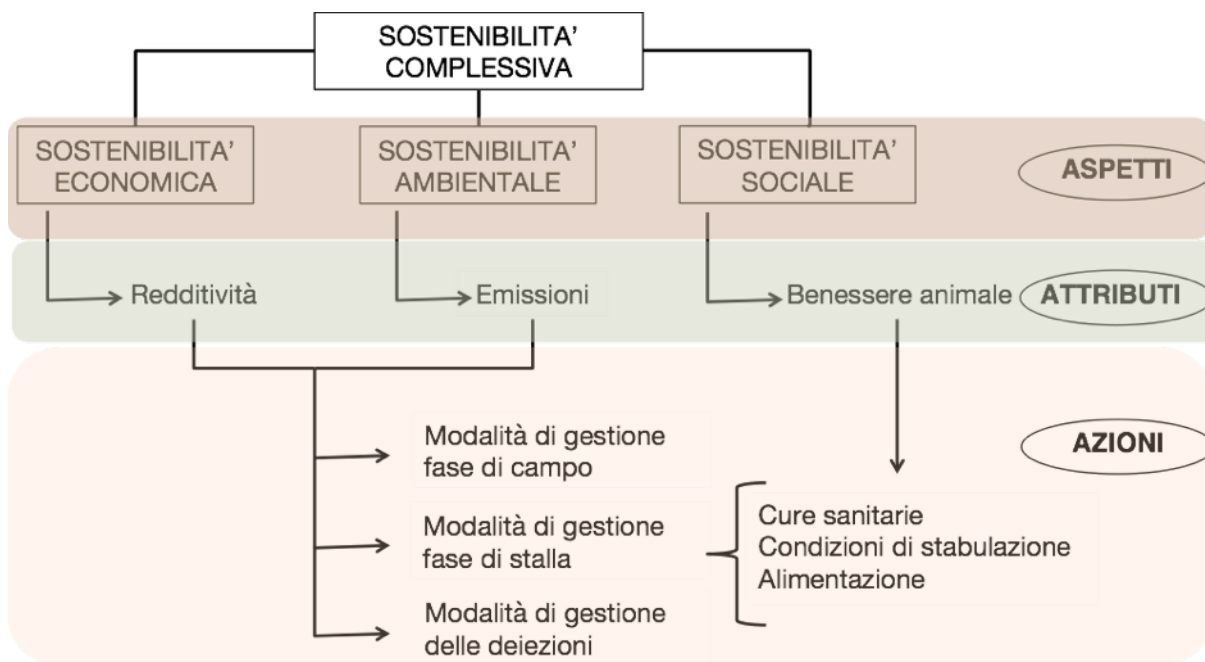 SOSTENIBILITA'
COMPLESSIVA
SOSTENIBILITA'
ECONOMICA
SOSTENIBILITA'
AMBIENTALE
SOSTENIBILITA'
SOCIALE
ASPETTI
Redditività
Emissioni
Benessere animale
ATTRIBUTI
Modalità di gestione
fase di campo
AZIONI
Modalità di gestione
fase di stalla
Cure sanitarie
Condizioni di stabulazione
Alimentazione
Modalità di gestione
delle deiezioni